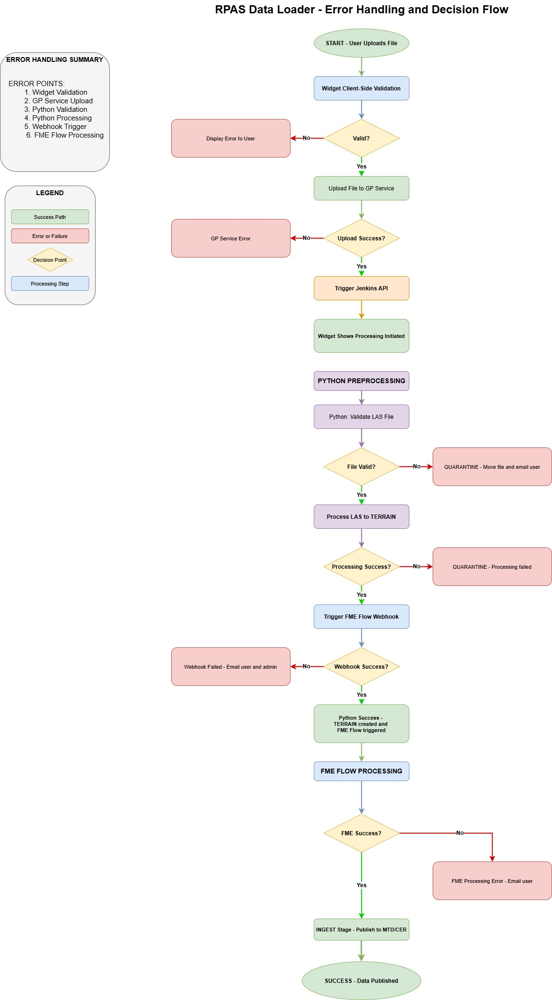 RPAS Data Loader - Error Handling and Decision Flow
START - User Uploads File
ERROR HANDLING SUMMARY
ERROR POINTS:
1. Widget Validation
2. GP Service Upload
3. Python Validation
4. Python Processing
5. Webhook Trigger
6. FME Flow Processing
LEGEND
Success Path
Error or Failure
Decision Point
Processing Step
Widget Client-Side Validation
Valid?
No
Display Error to User
Yes
Upload File to GP Service
Upload Success?
No
GP Service Error
Yes
Trigger Jenkins API
Widget Shows Processing Initiated
PYTHON PREPROCESSING
Python: Validate LAS File
File Valid?
No
QUARANTINE - Move file and email user
Yes
Process LAS to TERRAIN
Processing Success?
No
QUARANTINE - Processing failed
Yes
Trigger FME Flow Webhook
Webhook Success?
No
Webhook Failed - Email user and admin
Yes
Python Success -
TERRAIN created and
FME Flow triggered
FME FLOW PROCESSING
FME Success?
No
FME Processing Error - Email user
Yes
INGEST Stage - Publish to MTD/CER
SUCCESS - Data Published